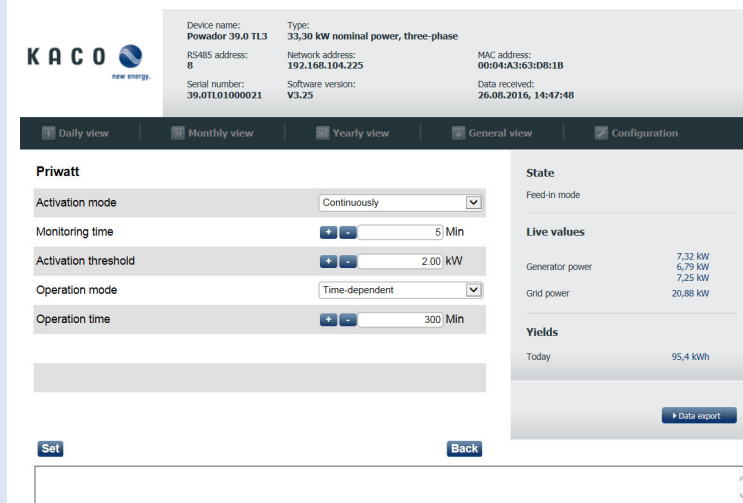 KACO
new energy.
Device name:
Powador 39.0 TL3
Type:
33,30 kW nominal power, three-phase
RS485 address:
8
Network address:
192.168.104.225
MAC address:
00:04:A3:63:D8:1B
Serial number:
39.0TL01000021
Software version:
V3.25
Data received:
26.08.2016, 14:47:48
1 Daily view
31 Monthly view
365 Yearly view
General view
Configuration
Priwatt
Activation mode
Continuously
Monitoring time
+ - 5 Min
Activation threshold
+ - 2.00 kW
Operation mode
Time-dependent
Operation time
+ - 300 Min
Set
Back
State
Feed-in mode
Live values
Generator power
7,32 kW
6,79 kW
7,25 kW
Grid power
20,88 kW
Yields
Today
95,4 kWh
Data export